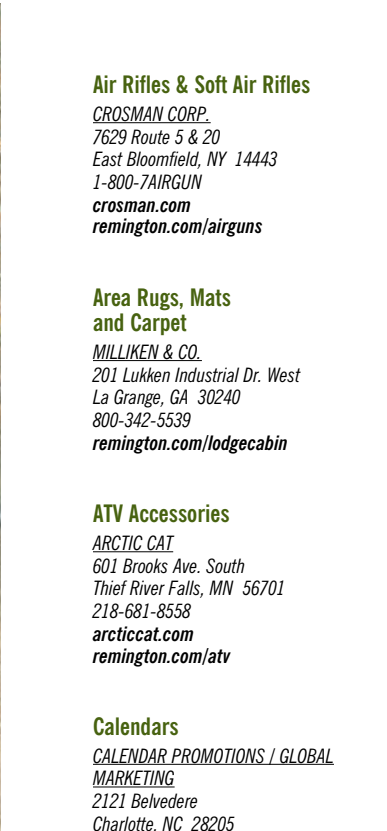 Air Rifles & Soft Air Rifles
CROSMAN CORP.
7629 Route 5 & 20
East Bloomfield, NY 14443
1-800-7AIRGUN
crosman.com
remington.com/airguns
Area Rugs, Mats
and Carpet
MILLIKEN & CO.
201 Lukken Industrial Dr. West
La Grange, GA 30240
800-342-5539
remington.com/lodgecabin
ATV Accessories
ARCTIC CAT
601 Brooks Ave. South
Thief River Falls, MN 56701
218-681-8558
arcticcat.com
remington.com/atv
Calendars
CALENDAR PROMOTIONS / GLOBAL
MARKETING
2121 Belvedere
Charlotte, NC 28205